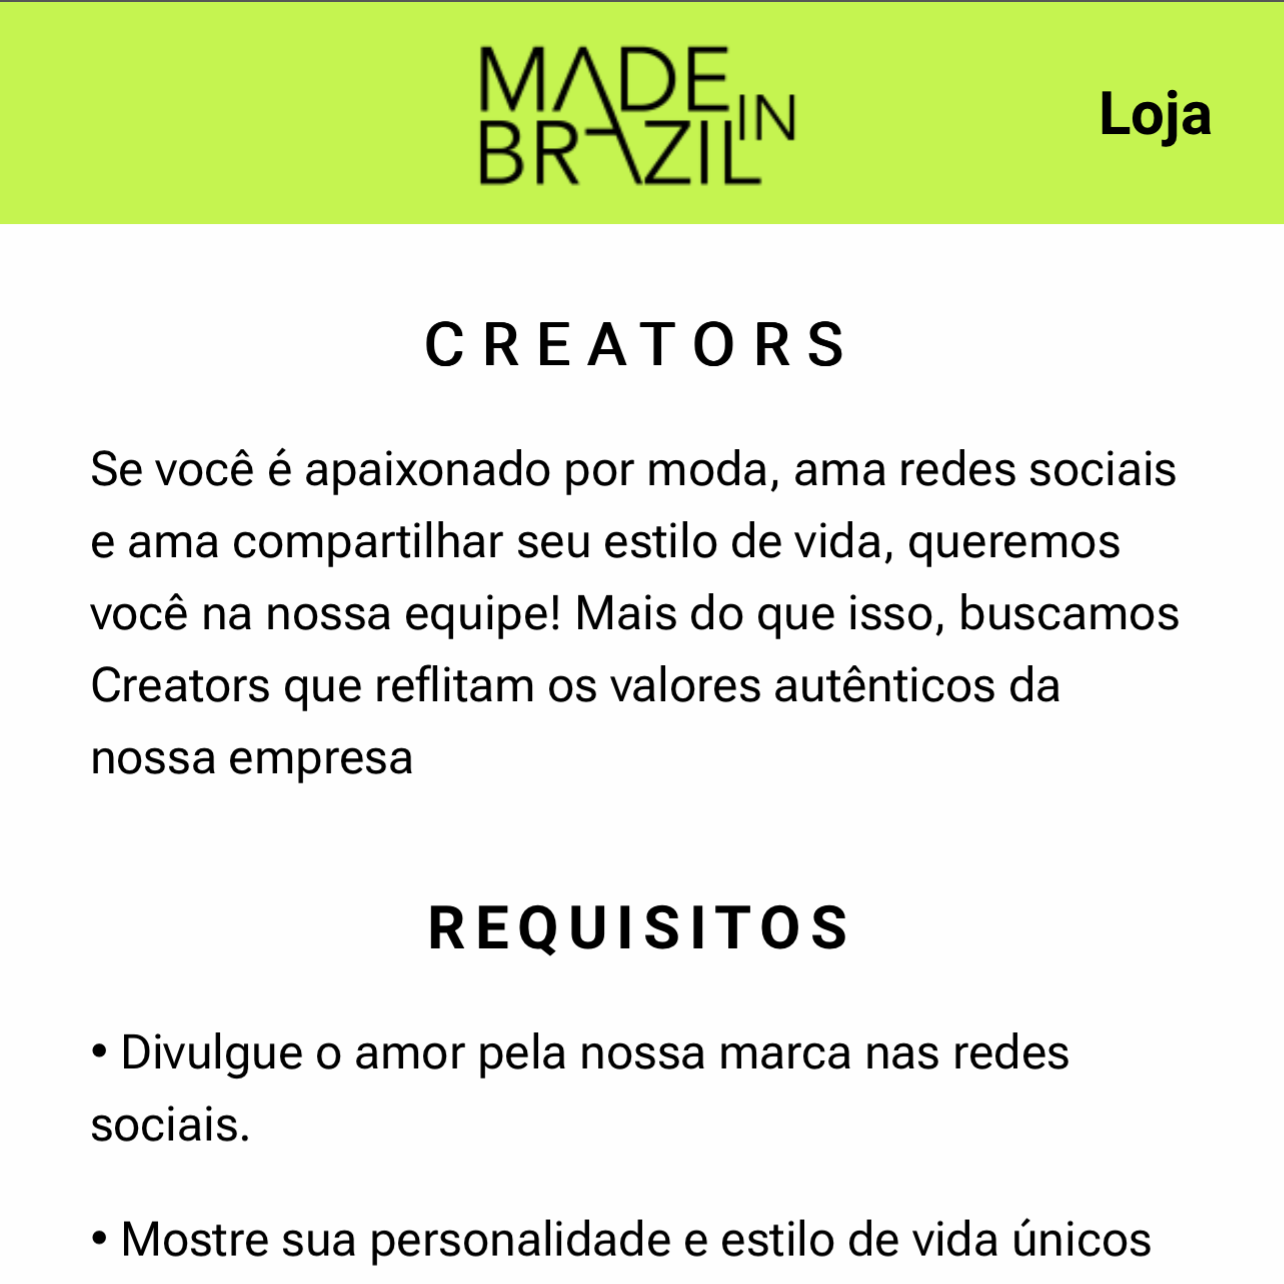 MADE IN
BRAZIL
Loja
CREATORS
Se você é apaixonado por moda, ama redes sociais
e ama compartilhar seu estilo de vida, queremos
você na nossa equipe! Mais do que isso, buscamos
Creators que reflitam os valores autênticos da
nossa empresa
REQUISITOS
• Divulgue o amor pela nossa marca nas redes
sociais.
• Mostre sua personalidade e estilo de vida únicos